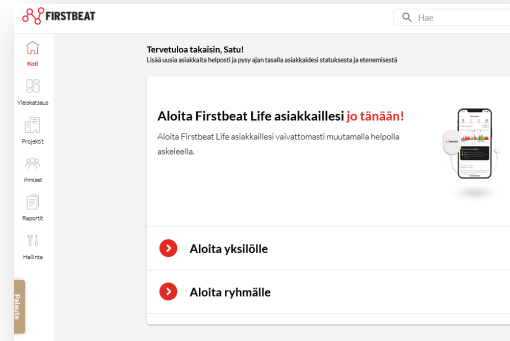 FIRSTBEAT
Hae
Koti
Yleiskatsaus
Projektit
Ihmiset
Raportit
Hallinta
Palaute
Tervetuloa takaisin, Satu!
Lisää uusia asiakkaita helposti ja pysy ajan tasalla asiakkaidesi statuksesta ja etenemisestä
Aloita Firstbeat Life asiakkaillesi jo tänään!
Aloita Firstbeat Life asiakkaillesi vaivattomasti muutamalla helpolla
askeleella.
Aloita yksilölle
Aloita ryhmälle